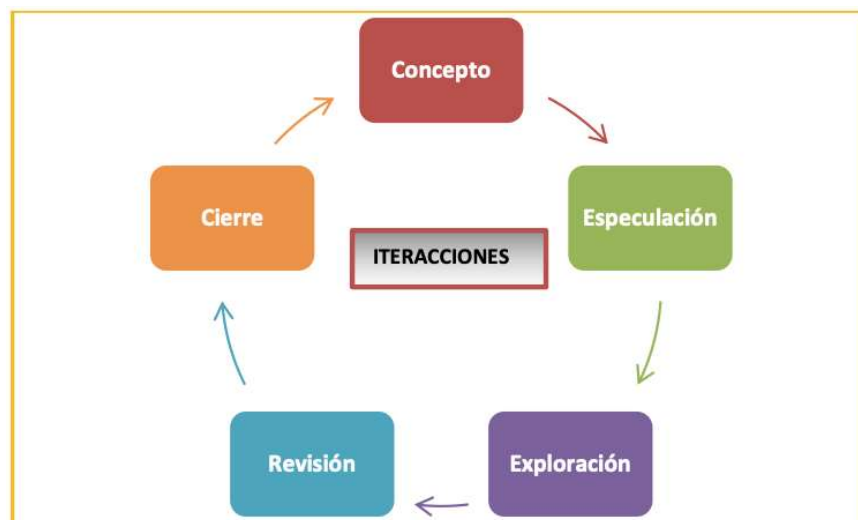 Concepto
Especulación
Exploración
Revisión
Cierre
ITERACCIONES